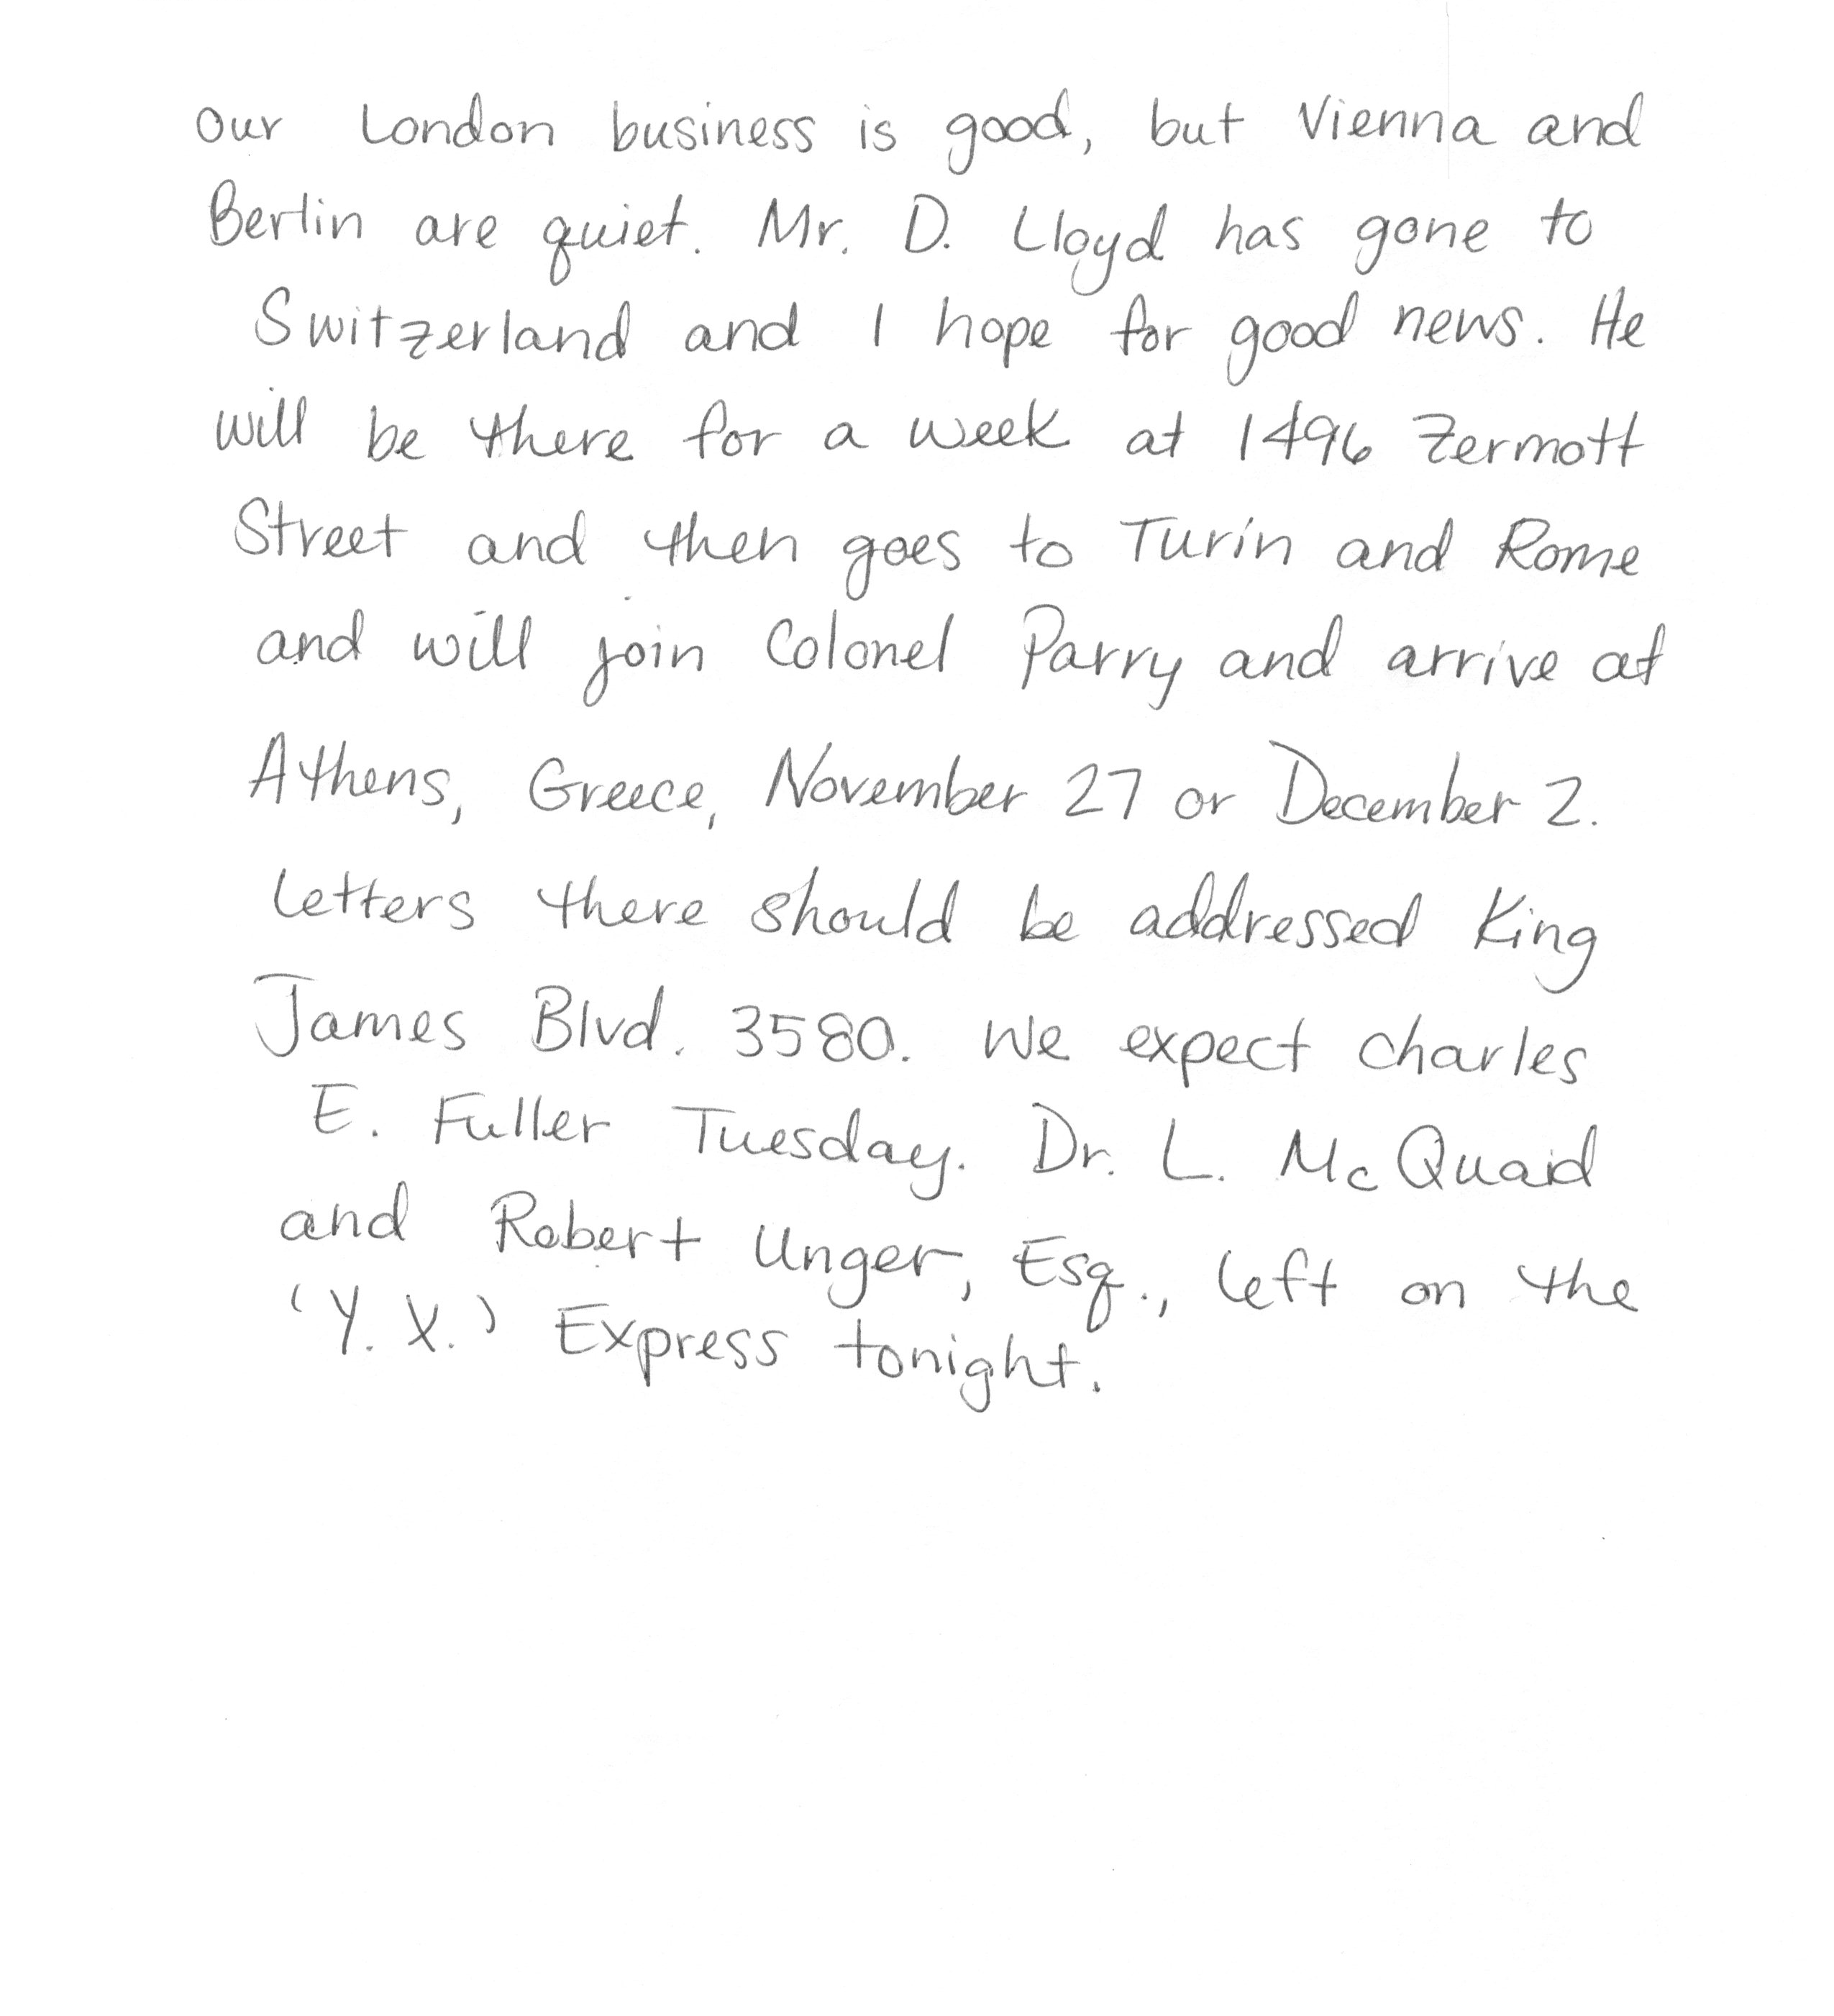 Our London business is good, but Vienna and
Berlin are quiet. Mr. D. Lloyd has gone to
Switzerland and I hope for good news. He
will be there for a week at 1496 Zermott
Street and then goes to Turin and Rome
and will join Colonel Parry and arrive at
Athens, Greece, November 27 or December 2.
Letters there should be addressed King
James Blvd. 3580. We expect Charles
E. Fuller Tuesday. Dr. L. McQuaid
and Robert Unger, Esq., left on the
'Y. X.' Express tonight.